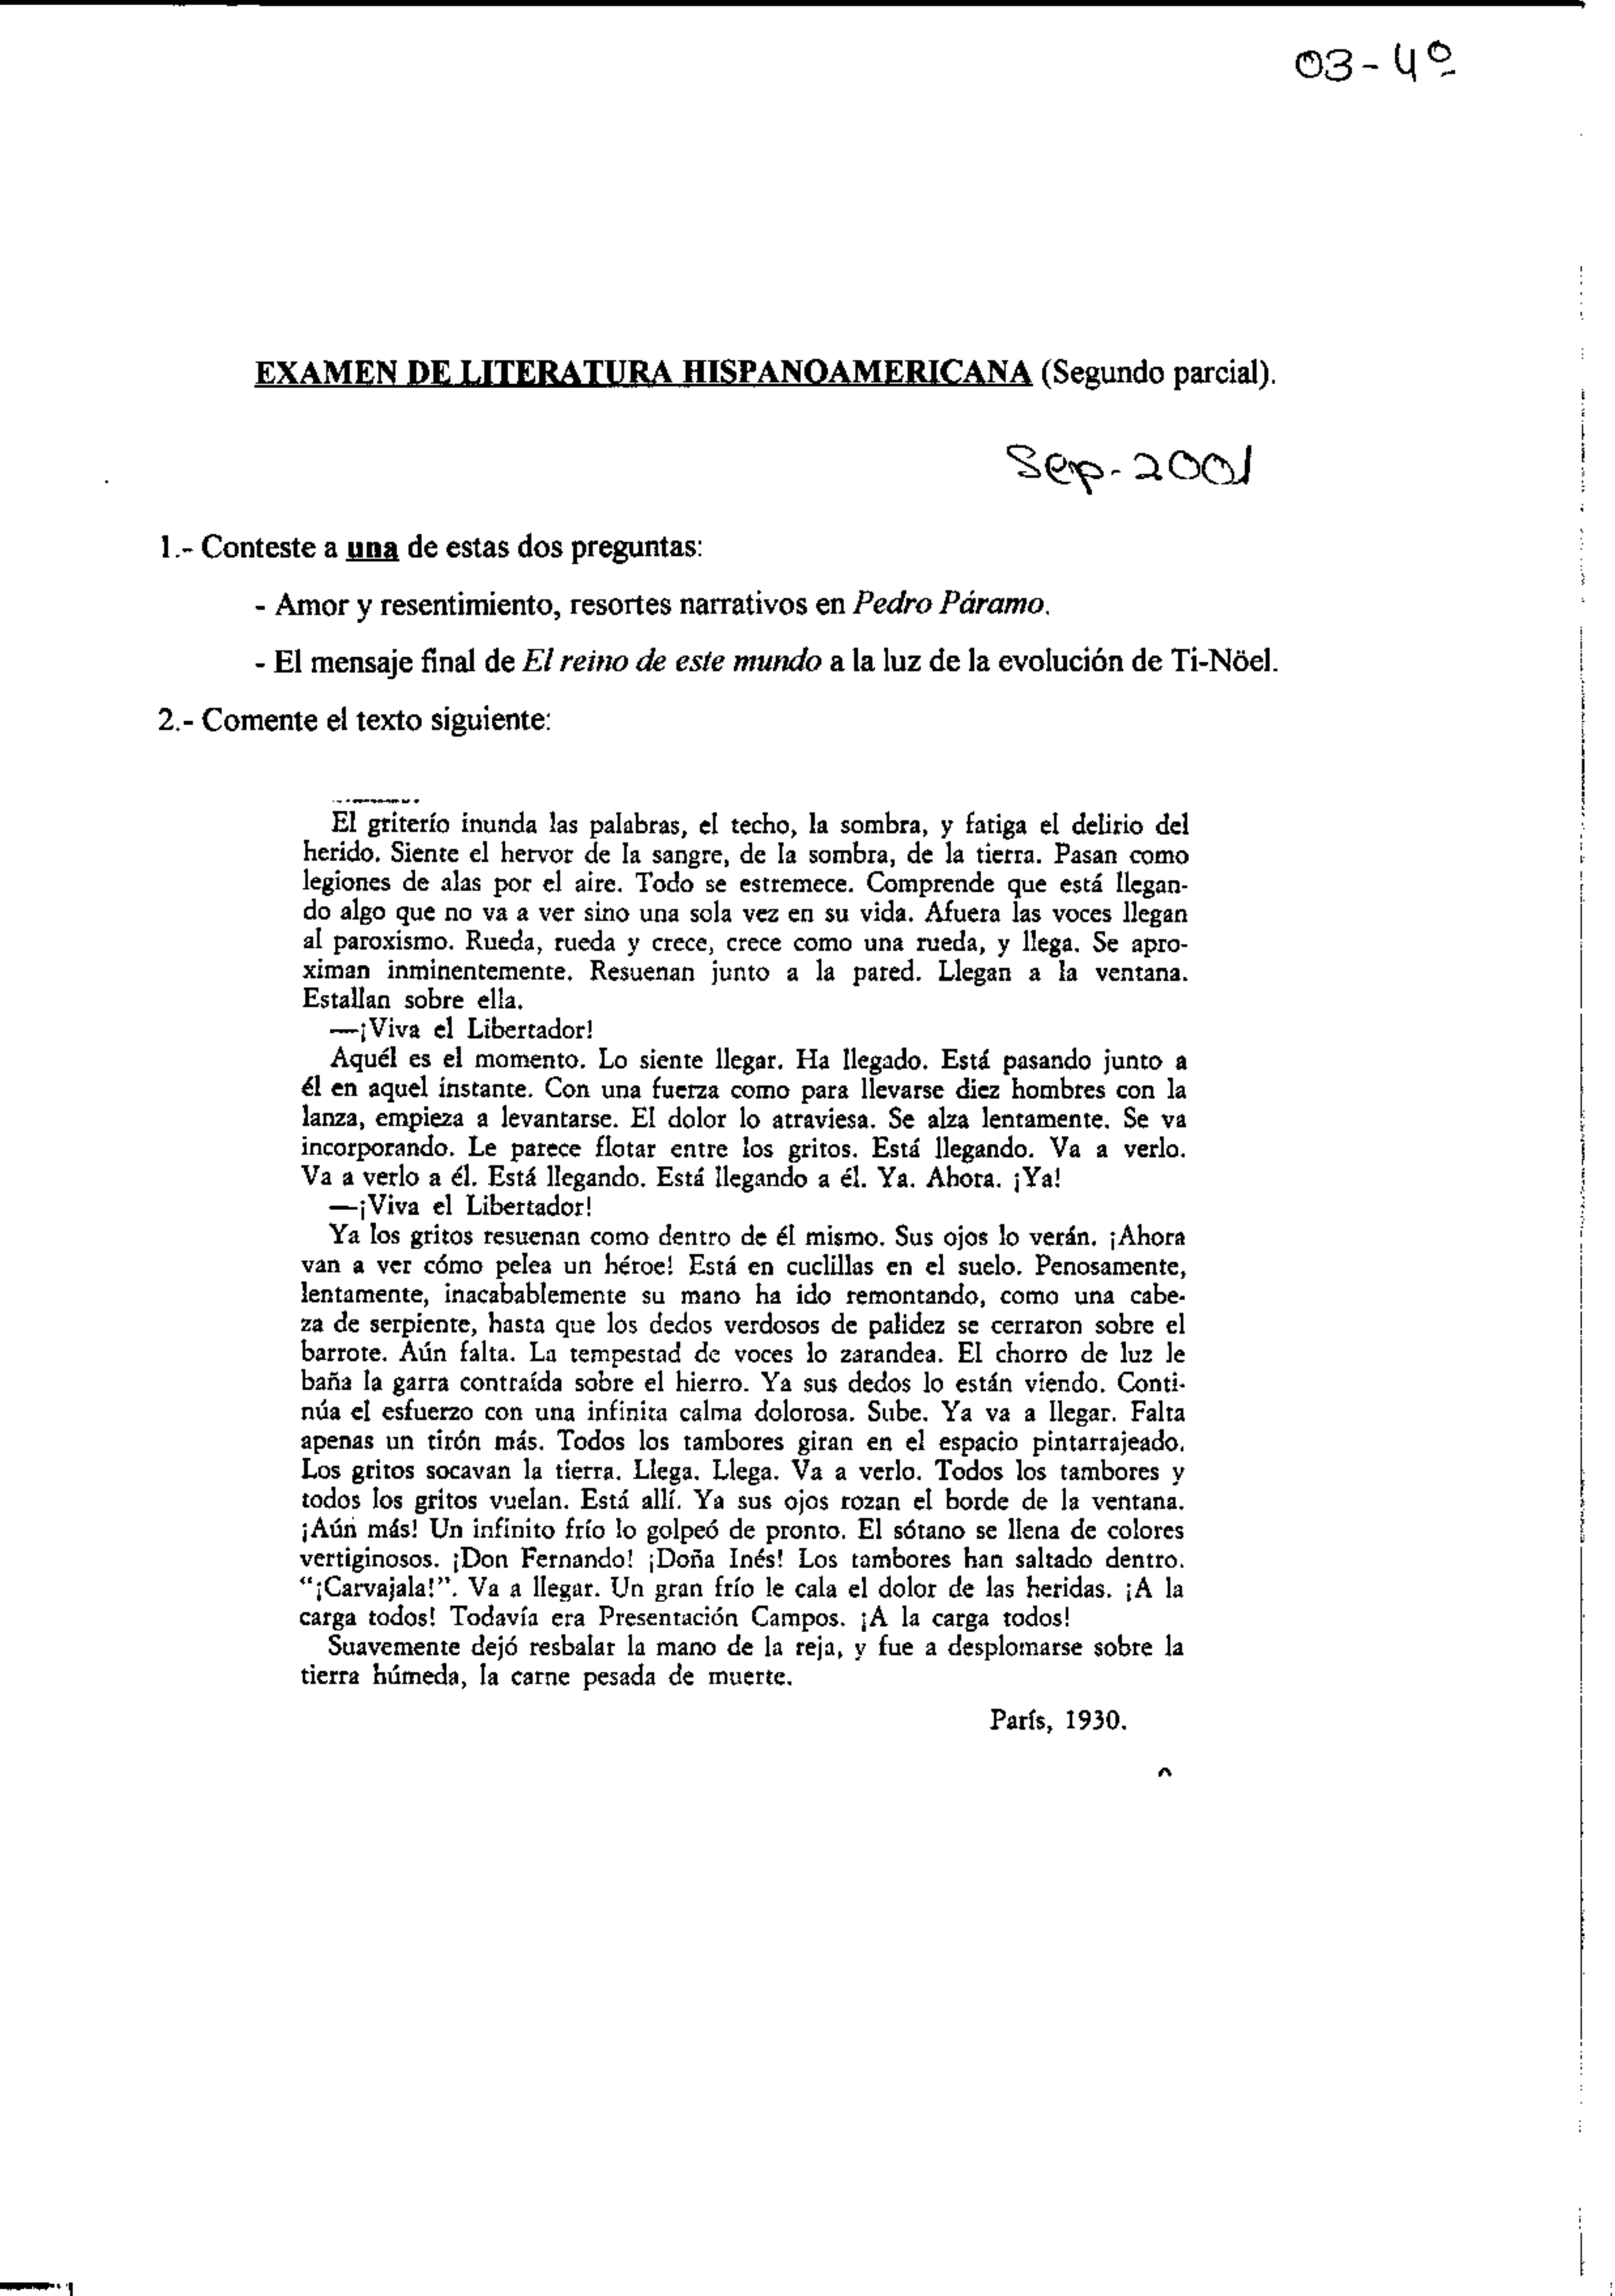 03-4º
EXAMEN DE LITERATURA HISPANOAMERICANA (Segundo parcial).
Sep-2001
1.- Conteste a una de estas dos preguntas:
- Amor y resentimiento, resortes narrativos en Pedro Páramo.
- El mensaje final de El reino de este mundo a la luz de la evolución de Ti-Nöel.
2.- Comente el texto siguiente:
El griterío inunda las palabras, el techo, la sombra, y fatiga el delirio del
herido. Siente el hervor de la sangre, de la sombra, de la tierra. Pasan como
legiones de alas por el aire. Todo se estremece. Comprende que está llegan-
do algo que no va a ver sino una sola vez en su vida. Afuera las voces llegan
al paroxismo. Rueda, rueda y crece, crece como una rueda, y llega. Se apro-
ximan inminentemente. Resuenan junto a la pared. Llegan a la ventana.
Estallan sobre ella.
—¡Viva el Libertador!
Aquél es el momento. Lo siente llegar. Ha llegado. Está pasando junto a
él en aquel instante. Con una fuerza como para llevarse diez hombres con la
lanza, empieza a levantarse. El dolor lo atraviesa. Se alza lentamente. Se va
incorporando. Le parece flotar entre los gritos. Está llegando. Va a verlo.
Va a verlo a él. Está llegando. Está llegando a él. Ya. Ahora. ¡Ya!
—¡Viva el Libertador!
Ya los gritos resuenan como dentro de él mismo. Sus ojos lo verán. ¡Ahora
van a ver cómo pelea un héroe! Está en cuclillas en el suelo. Penosamente,
lentamente, inacabablemente su mano ha ido remontando, como una cabe-
za de serpiente, hasta que los dedos verdosos de palidez se cerraron sobre el
barrote. Aún falta. La tempestad de voces lo zarandea. El chorro de luz le
baña la garra contraída sobre el hierro. Ya sus dedos lo están viendo. Conti-
núa el esfuerzo con una infinita calma dolorosa. Sube. Ya va a llegar. Falta
apenas un tirón más. Todos los tambores giran en el espacio pintarrajeado.
Los gritos socavan la tierra. Llega. Llega. Va a verlo. Todos los tambores y
todos los gritos vuelan. Está allí. Ya sus ojos rozan el borde de la ventana.
¡Aún más! Un infinito frío lo golpeó de pronto. El sótano se llena de colores
vertiginosos. ¡Don Fernando! ¡Doña Inés! Los tambores han saltado dentro.
"¡Carvajala!". Va a llegar. Un gran frío le cala el dolor de las heridas. ¡A la
carga todos! Todavía era Presentación Campos. ¡A la carga todos!
Suavemente dejó resbalar la mano de la reja, y fue a desplomarse sobre la
tierra húmeda, la carne pesada de muerte.
París, 1930.